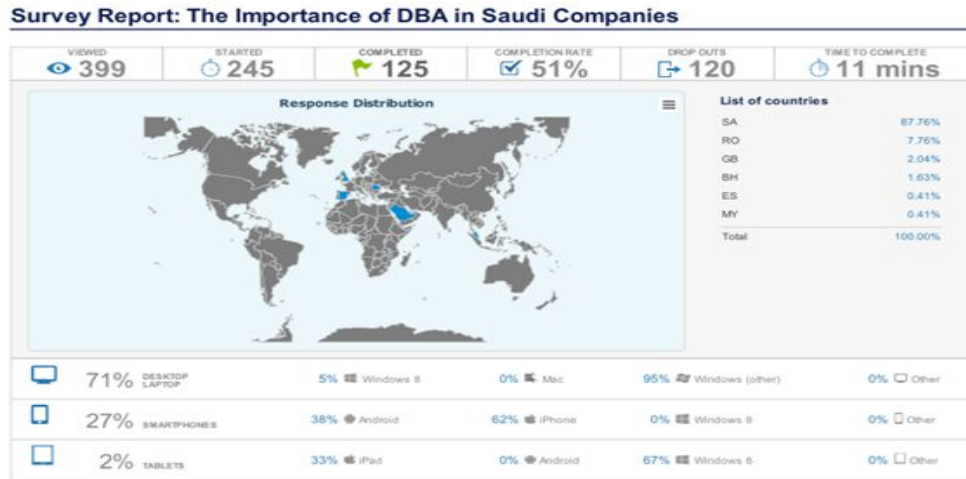 Survey Report: The Importance of DBA in Saudi Companies
VIEWED STARTED COMPLETED COMPLETION RATE DROP OUTS TIME TO COMPLETE
399 245 125 51% 120 11 mins
Response Distribution
List of countries
SA 87.76%
RO 7.76%
GB 2.04%
BH 1.63%
ES 0.41%
MY 0.41%
Total 100.00%
71% DESKTOP LAPTOP 5% Windows 8 0% Mac 95% Windows (other) 0% Other
27% SMARTPHONES 38% Android 62% iPhone 0% Windows 8 0% Other
2% TABLETS 33% iPad 0% Android 67% Windows 8 0% Other